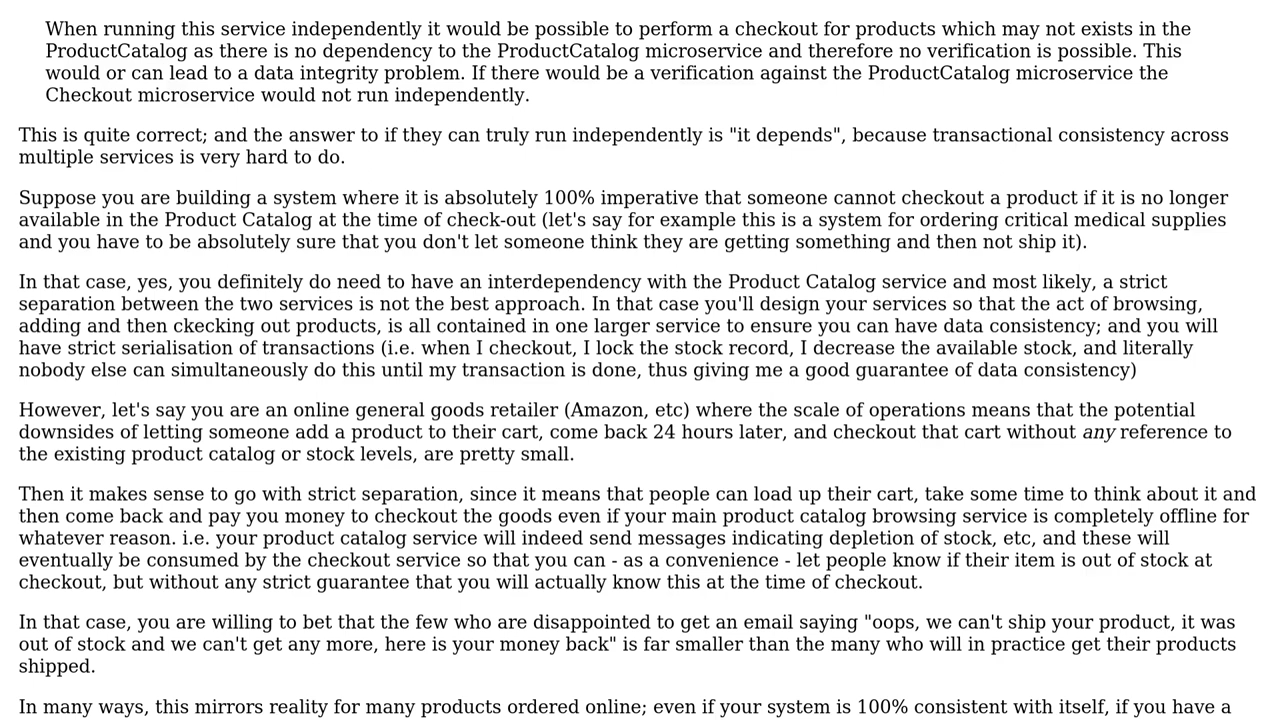 When running this service independently it would be possible to perform a checkout for products which may not exists in the
ProductCatalog as there is no dependency to the ProductCatalog microservice and therefore no verification is possible. This
would or can lead to a data integrity problem. If there would be a verification against the ProductCatalog microservice the
Checkout microservice would not run independently.
This is quite correct; and the answer to if they can truly run independently is "it depends", because transactional consistency across
multiple services is very hard to do.
Suppose you are building a system where it is absolutely 100% imperative that someone cannot checkout a product if it is no longer
available in the Product Catalog at the time of check-out (let's say for example this is a system for ordering critical medical supplies
and you have to be absolutely sure that you don't let someone think they are getting something and then not ship it).
In that case, yes, you definitely do need to have an interdependency with the Product Catalog service and most likely, a strict
separation between the two services is not the best approach. In that case you'll design your services so that the act of browsing,
adding and then ckecking out products, is all contained in one larger service to ensure you can have data consistency; and you will
have strict serialisation of transactions (i.e. when I checkout, I lock the stock record, I decrease the available stock, and literally
nobody else can simultaneously do this until my transaction is done, thus giving me a good guarantee of data consistency)
However, let's say you are an online general goods retailer (Amazon, etc) where the scale of operations means that the potential
downsides of letting someone add a product to their cart, come back 24 hours later, and checkout that cart without any reference to
the existing product catalog or stock levels, are pretty small.
Then it makes sense to go with strict separation, since it means that people can load up their cart, take some time to think about it and
then come back and pay you money to checkout the goods even if your main product catalog browsing service is completely offline for
whatever reason. i.e. your product catalog service will indeed send messages indicating depletion of stock, etc, and these will
eventually be consumed by the checkout service so that you can - as a convenience - let people know if their item is out of stock at
checkout, but without any strict guarantee that you will actually know this at the time of checkout.
In that case, you are willing to bet that the few who are disappointed to get an email saying "oops, we can't ship your product, it was
out of stock and we can't get any more, here is your money back" is far smaller than the many who will in practice get their products
shipped.
In many ways, this mirrors reality for many products ordered online; even if your system is 100% consistent with itself, if you have a